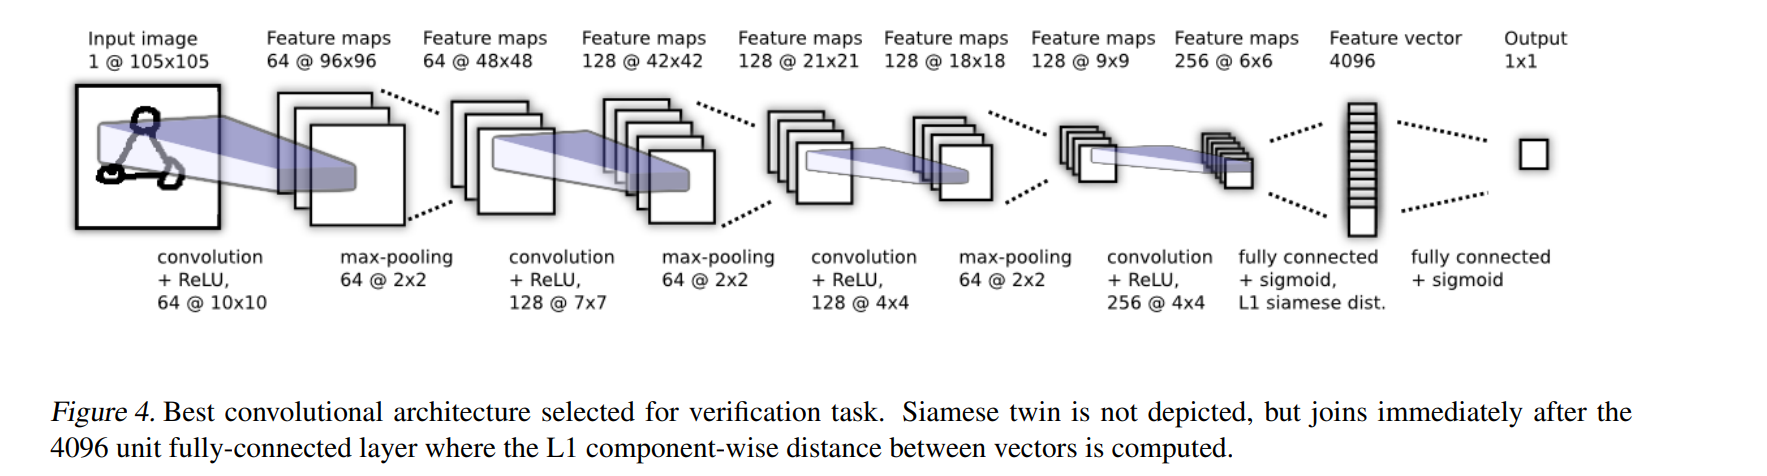 Input image
1 @ 105x105
Feature maps
64 @ 96x96
Feature maps
64 @ 48x48
Feature maps
128 @ 42x42
Feature maps
128 @ 21x21
Feature maps
128 @ 18x18
Feature maps
128 @ 9x9
Feature maps
256 @ 6x6
Feature vector
4096
Output
1x1
convolution
+ ReLU,
64 @ 10x10
max-pooling
64 @ 2x2
convolution
+ ReLU,
128 @ 7x7
max-pooling
64 @ 2x2
convolution
+ ReLU,
128 @ 4x4
max-pooling
64 @ 2x2
convolution
+ ReLU,
256 @ 4x4
fully connected
+ sigmoid,
L1 siamese dist.
fully connected
+ sigmoid
Figure 4. Best convolutional architecture selected for verification task. Siamese twin is not depicted, but joins immediately after the
4096 unit fully-connected layer where the L1 component-wise distance between vectors is computed.